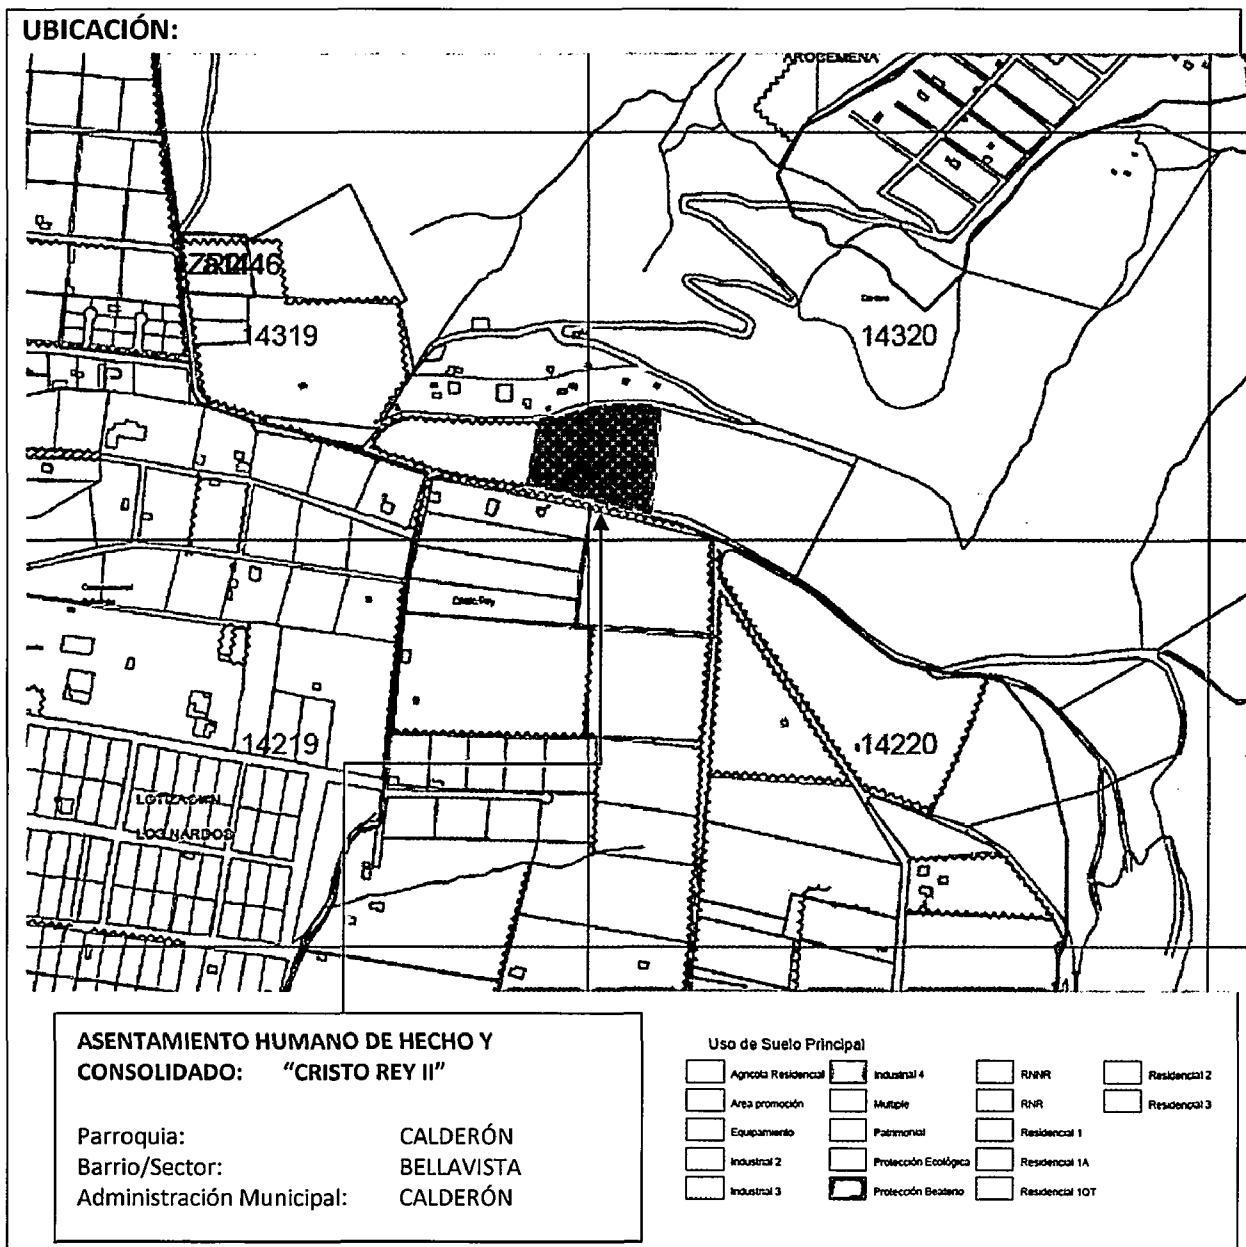 UBICACIÓN:
AROCEMENA
14319
14320
14219
14220
LOTIZACION
LOS NARDOS
ASENTAMIENTO HUMANO DE HECHO Y
CONSOLIDADO: “CRISTO REY II”
Parroquia: CALDERÓN
Barrio/Sector: BELLAVISTA
Administración Municipal: CALDERÓN
Uso de Suelo Principal
Agricola Residencial
Area promoción
Equipamiento
Industrial 2
Industrial 3
Industrial 4
Multiple
Patrimonial
Protección Ecológica
Protección Beaterio
RNNR
RNR
Residencial 1
Residencial 1A
Residencial 1QT
Residencial 2
Residencial 3